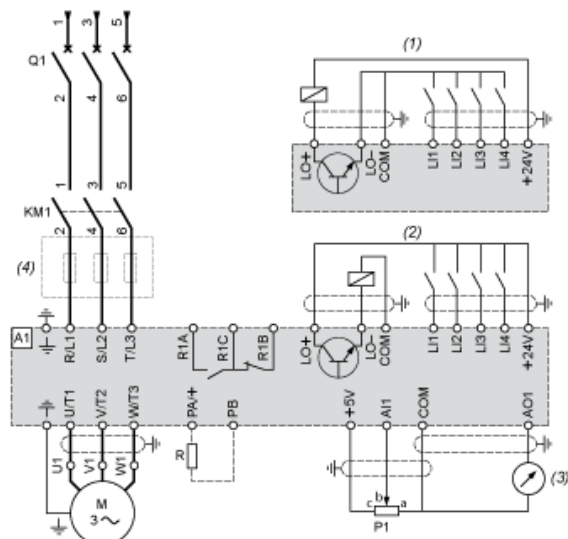 1 3 5
Q1
2 4 6
1 3 5
KM1
2 4 6
(4)
(1)
LO+ LO- COM LI1 LI2 LI3 LI4 +24V
(2)
A1
R/L1 S/L2 T/L3 R1A R1C R1B LO+ LO- COM LI1 LI2 LI3 LI4 +24V
U/T1 V/T2 W/T3 PA/+ PB +5V AI1 COM AO1
U1 V1 W1
R
M
3~
c b a
P1
(3)